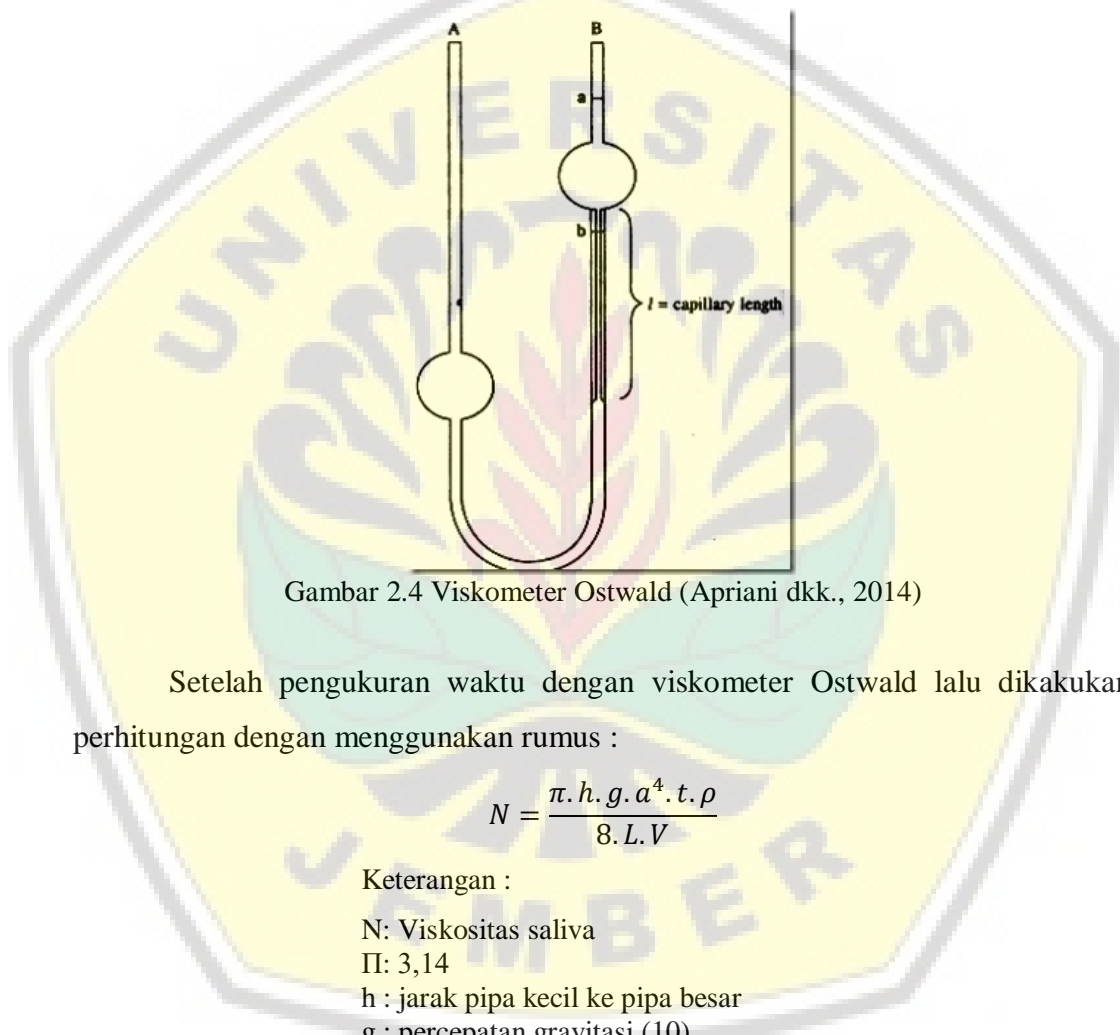 A B
a
b
l = capillary length
UNIVERSITAS
JEMBER
Gambar 2.4 Viskometer Ostwald (Apriani dkk., 2014)
Setelah pengukuran waktu dengan viskometer Ostwald lalu dikakukan
perhitungan dengan menggunakan rumus :
N = π. h. g. a⁴. t. ρ / 8. L. V
Keterangan :
N: Viskositas saliva
Π: 3,14
h : jarak pipa kecil ke pipa besar
g : percepatan gravitasi (10)